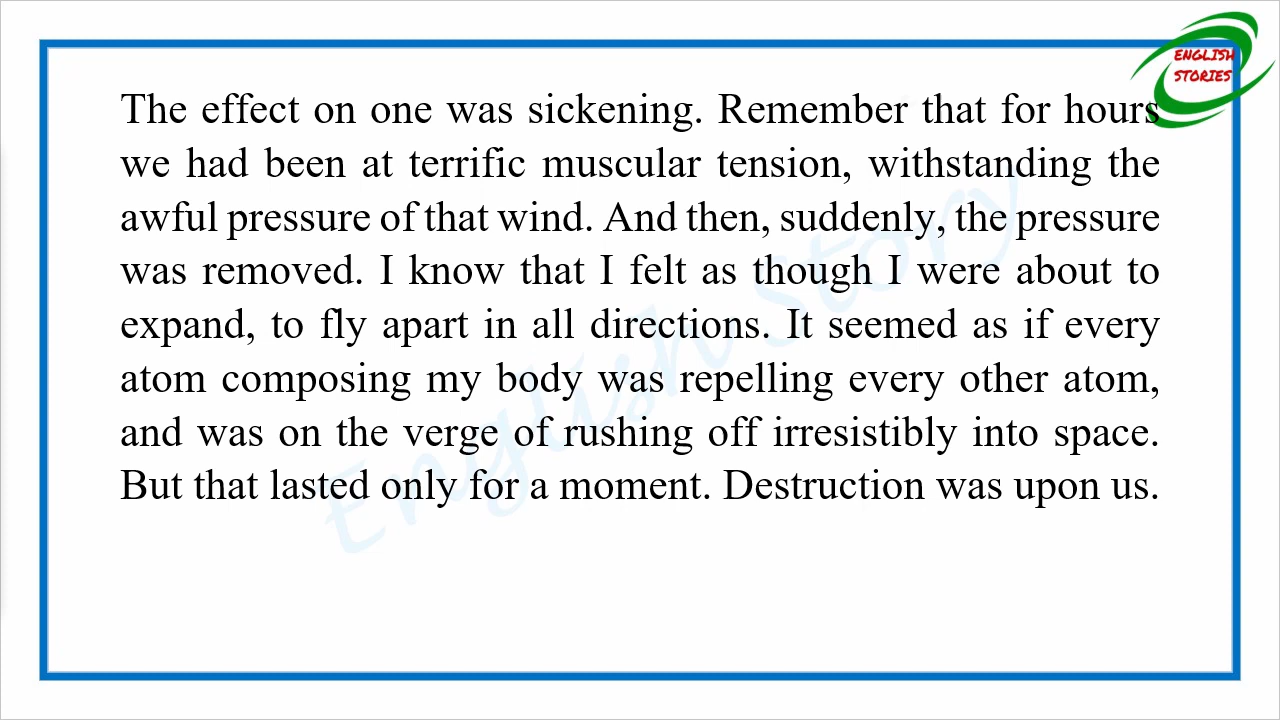 ENGLISH
STORIES
The effect on one was sickening. Remember that for hours
we had been at terrific muscular tension, withstanding the
awful pressure of that wind. And then, suddenly, the pressure
was removed. I know that I felt as though I were about to
expand, to fly apart in all directions. It seemed as if every
atom composing my body was repelling every other atom,
and was on the verge of rushing off irresistibly into space.
But that lasted only for a moment. Destruction was upon us.
English Story